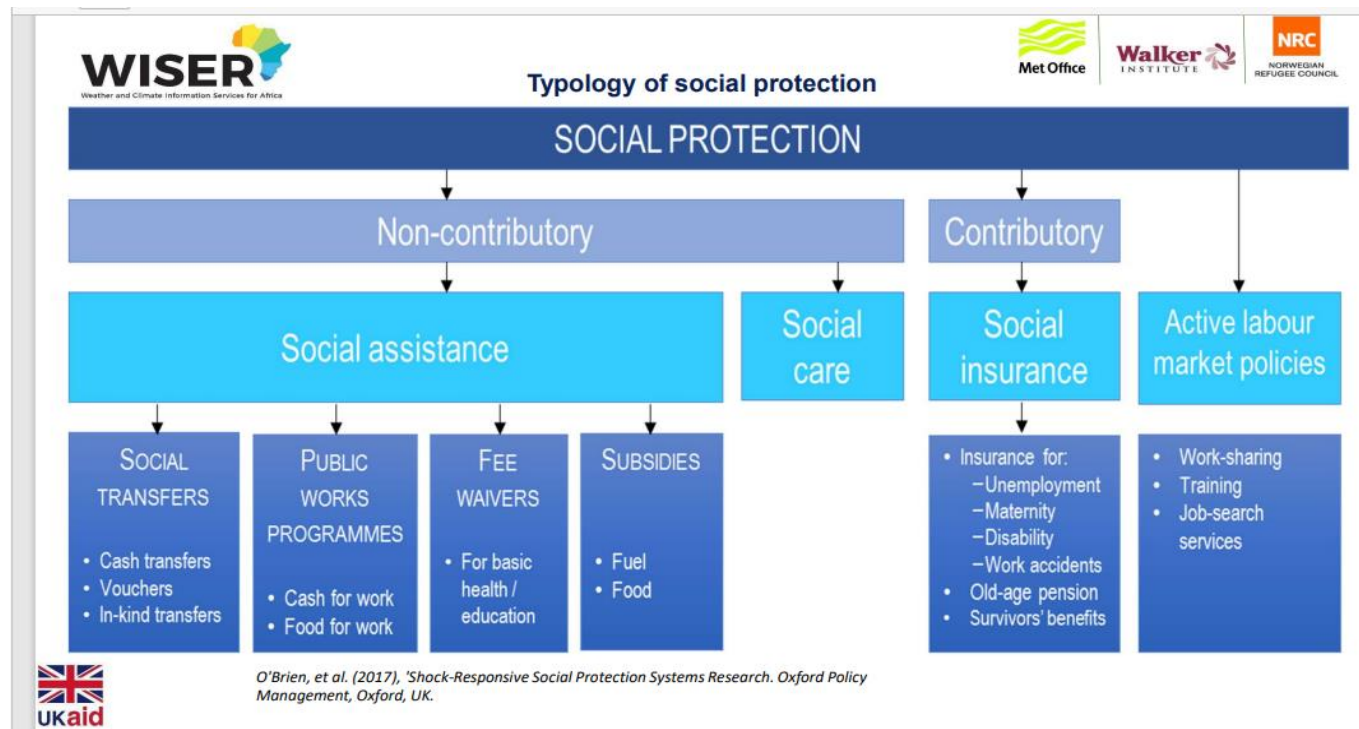 WISER
Weather and Climate Information Services for Africa
Met Office
Walker
INSTITUTE
NRC
NORWEGIAN
REFUGEE COUNCIL
Typology of social protection
SOCIAL PROTECTION
Non-contributory
Contributory
Social assistance
Social
care
Social
insurance
Active labour
market policies
SOCIAL
TRANSFERS
• Cash transfers
• Vouchers
• In-kind transfers
PUBLIC
WORKS
PROGRAMMES
• Cash for work
• Food for work
FEE
WAIVERS
• For basic
health /
education
SUBSIDIES
• Fuel
• Food
• Insurance for:
–Unemployment
–Maternity
–Disability
–Work accidents
• Old-age pension
• Survivors' benefits
• Work-sharing
• Training
• Job-search
services
O'Brien, et al. (2017), 'Shock-Responsive Social Protection Systems Research. Oxford Policy
Management, Oxford, UK.
UKaid